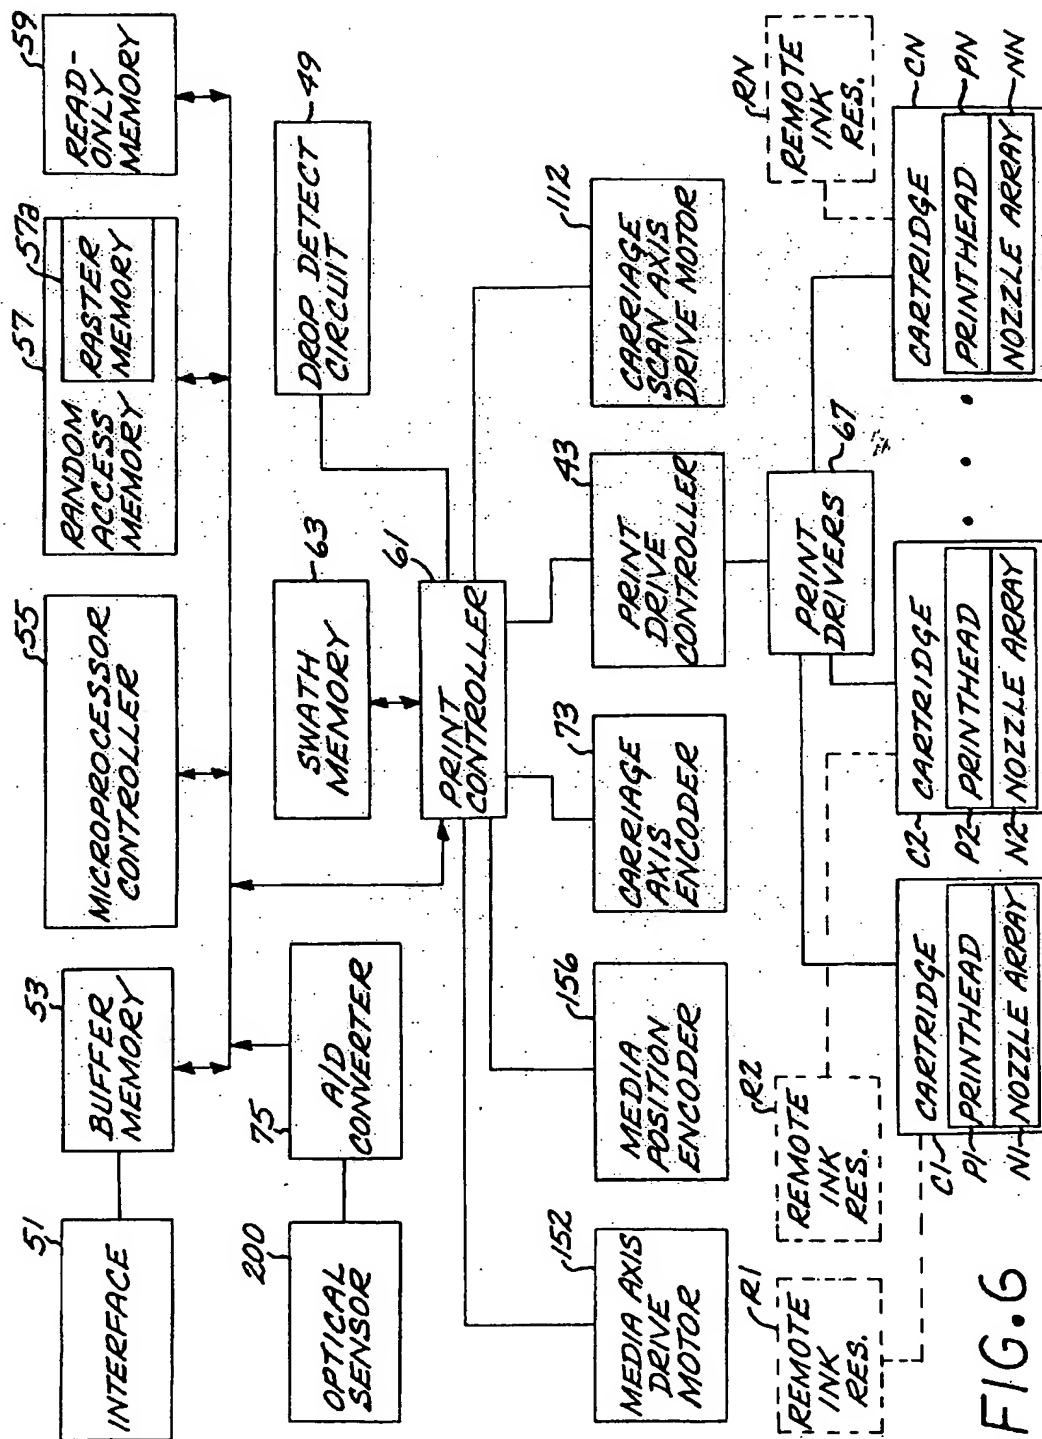 51
INTERFACE
53
BUFFER
MEMORY
55
MICROPROCESSOR
CONTROLLER
57
RANDOM
ACCESS
MEMORY
57a
RASTER
MEMORY
59
READ-
ONLY
MEMORY
200
OPTICAL
SENSOR
75
A/D
CONVERTER
63
SWATH
MEMORY
49
DROP DETECT
CIRCUIT
61
PRINT
CONTROLLER
152
MEDIA AXIS
DRIVE
MOTOR
156
MEDIA
POSITION
ENCODER
73
CARRIAGE
AXIS
ENCODER
43
PRINT
DRIVE
CONTROLLER
112
CARRIAGE
SCAN AXIS
DRIVE MOTOR
67
PRINT
DRIVERS
R1
REMOTE
INK
RES.
R2
REMOTE
INK
RES.
RN
REMOTE
INK
RES.
C1
CARTRIDGE
P1
PRINTHEAD
N1
NOZZLE ARRAY
C2
CARTRIDGE
P2
PRINTHEAD
N2
NOZZLE ARRAY
CARTRIDGE
CN
PRINTHEAD
PN
NOZZLE ARRAY
NN
FIG.6